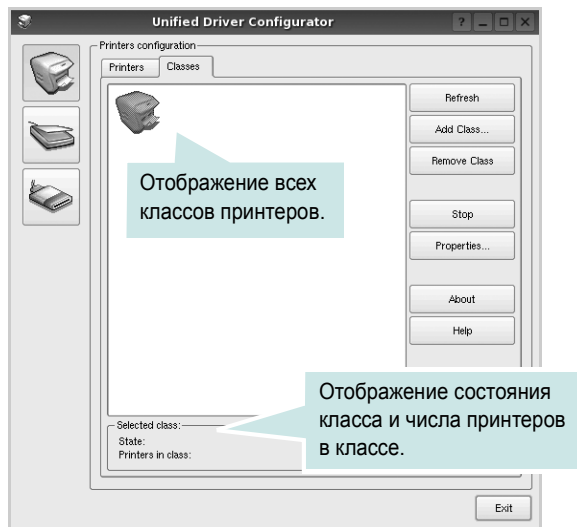 Unified Driver Configurator
Printers configuration
Printers
Classes
Refresh
Add Class...
Remove Class
Отображение всех
классов принтеров.
Stop
Properties...
About
Help
Отображение состояния
класса и числа принтеров
в классе.
Selected class:
State:
Printers in class:
Exit